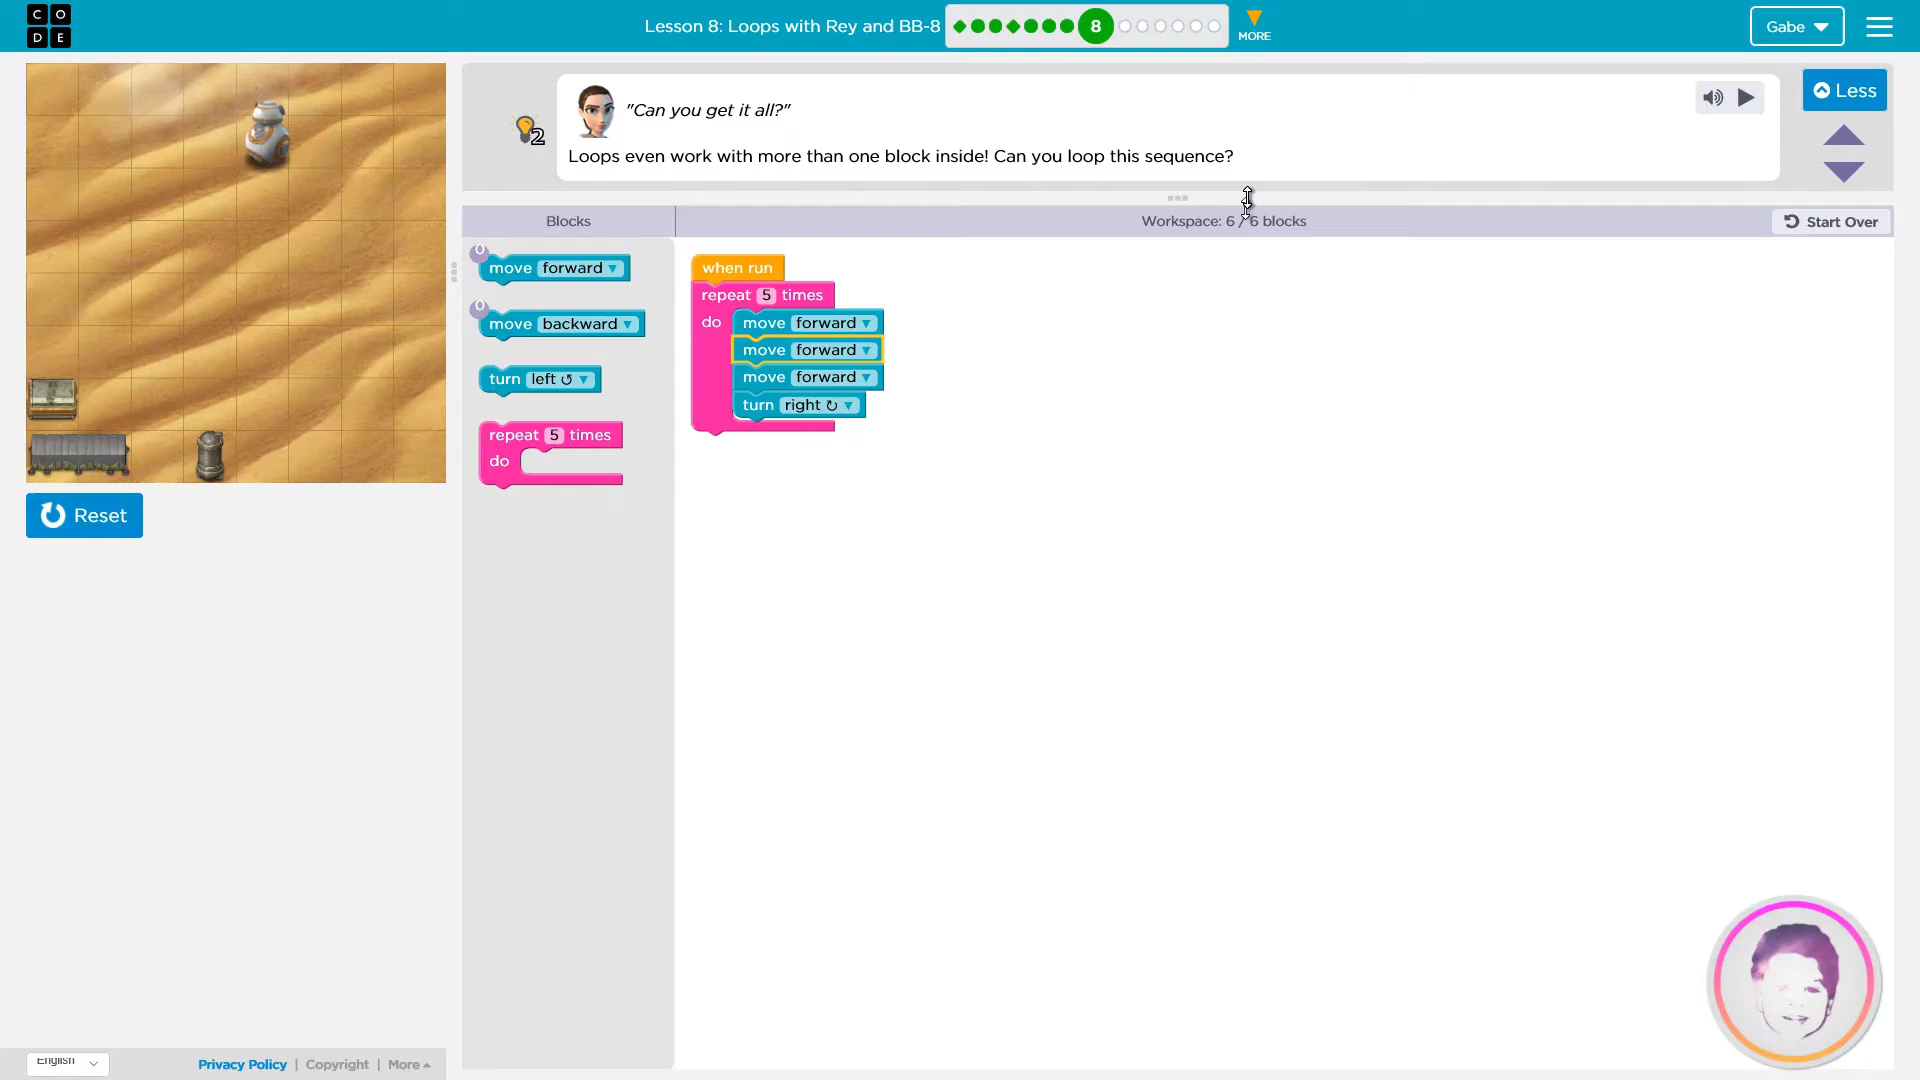 C O
D E
Lesson 8: Loops with Rey and BB-8
8
MORE
Gabe
2
"Can you get it all?"
Loops even work with more than one block inside! Can you loop this sequence?
Less
Blocks
Workspace: 6 / 6 blocks
Start Over
0
move forward
0
move backward
turn left
repeat 5 times
do
when run
repeat 5 times
do
move forward
move forward
move forward
turn right
Reset
English
Privacy Policy | Copyright | More